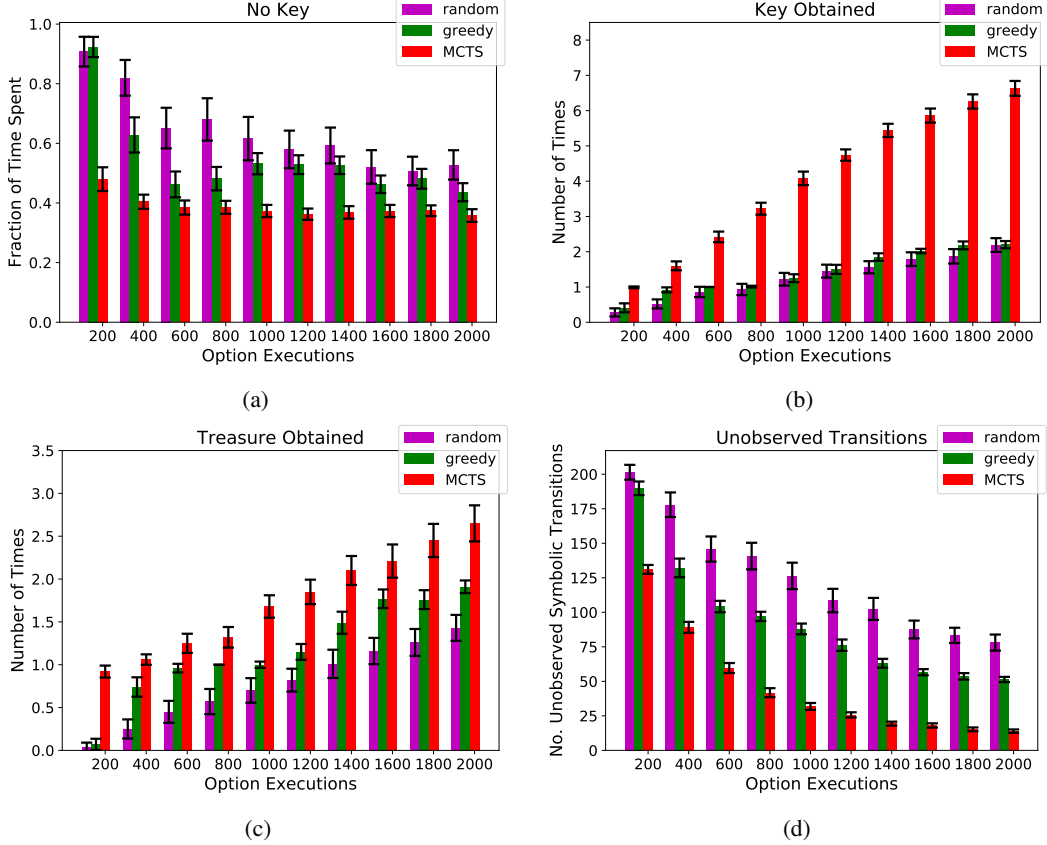 No Key
random
greedy
MCTS
1.0
0.8
0.6
0.4
0.2
0.0
Fraction of Time Spent
200 400 600 800 1000 1200 1400 1600 1800 2000
Option Executions
(a)
Key Obtained
random
greedy
MCTS
8
7
6
5
4
3
2
1
0
Number of Times
200 400 600 800 1000 1200 1400 1600 1800 2000
Option Executions
(b)
Treasure Obtained
random
greedy
MCTS
3.5
3.0
2.5
2.0
1.5
1.0
0.5
0.0
Number of Times
200 400 600 800 1000 1200 1400 1600 1800 2000
Option Executions
(c)
Unobserved Transitions
random
greedy
MCTS
200
175
150
125
100
75
50
25
0
No. Unobserved Symbolic Transitions
200 400 600 800 1000 1200 1400 1600 1800 2000
Option Executions
(d)